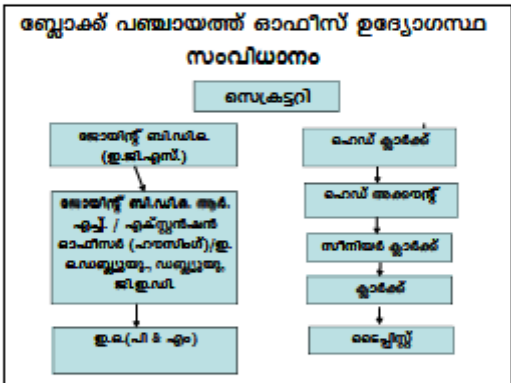 ബ്ലോക്ക് പഞ്ചായത്ത് ഓഫീസ് ഉദ്യോഗസ്ഥ
സംവിധാനം
സെക്രട്ടറി
ജോയിന്റ് ബി.ഡി.ഒ.
(ഇ.ജി.എസ്.)
ജോയിന്റ് ബി.ഡി.ഒ. ആർ.
എച്ച്. / എക്സ്റ്റൻഷൻ
ഓഫീസർ (ഹൗസിംഗ്)/ഇ.
ഒ.ഡബ്ല്യുയു., ഡബ്ല്യുയു,
ജി.ഇ.ഡി.
ഇ.ഒ.(പി & എം)
ഹെഡ് ക്ലാർക്ക്
ഹെഡ് അക്കൗണ്ട്
സീനിയർ ക്ലാർക്ക്
ക്ലാർക്ക്
ടൈപ്പിസ്റ്റ്